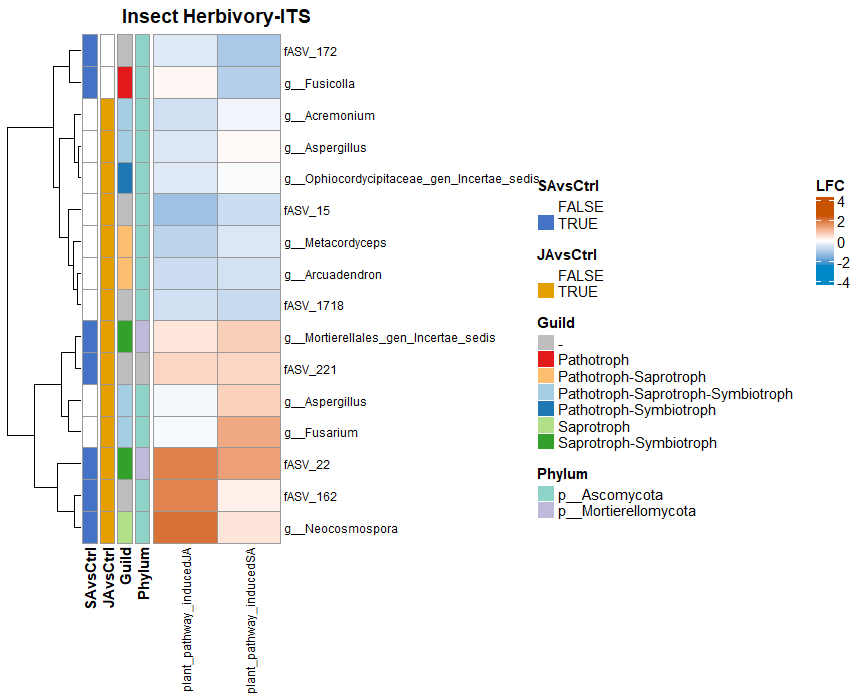 Insect Herbivory-ITS
fASV_172
g__Fusicolla
g__Acremonium
g__Aspergillus
g__Ophiocordycipitaceae_gen_Incertae_sedis
fASV_15
g__Metacordyceps
g__Arcuadendron
fASV_1718
g__Mortierellales_gen_Incertae_sedis
fASV_221
g__Aspergillus
g__Fusarium
fASV_22
fASV_162
g__Neocosmospora
SAvsCtrl
JAvsCtrl
Guild
Phylum
plant_pathway_inducedJA
plant_pathway_inducedSA
SAvsCtrl
FALSE
TRUE
JAvsCtrl
FALSE
TRUE
Guild
-
Pathotroph
Pathotroph-Saprotroph
Pathotroph-Saprotroph-Symbiotroph
Pathotroph-Symbiotroph
Saprotroph
Saprotroph-Symbiotroph
Phylum
p__Ascomycota
p__Mortierellomycota
LFC
4
2
0
-2
-4